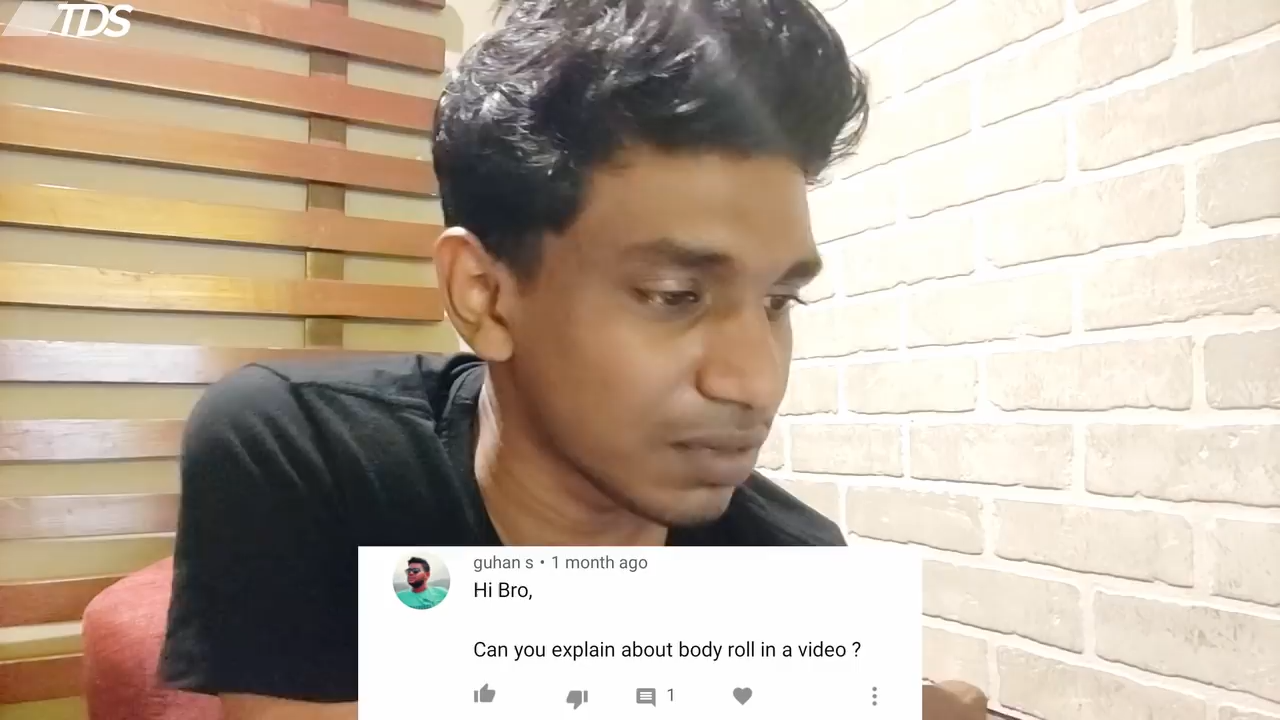 TDS
guhan s • 1 month ago
Hi Bro,
Can you explain about body roll in a video ?
1